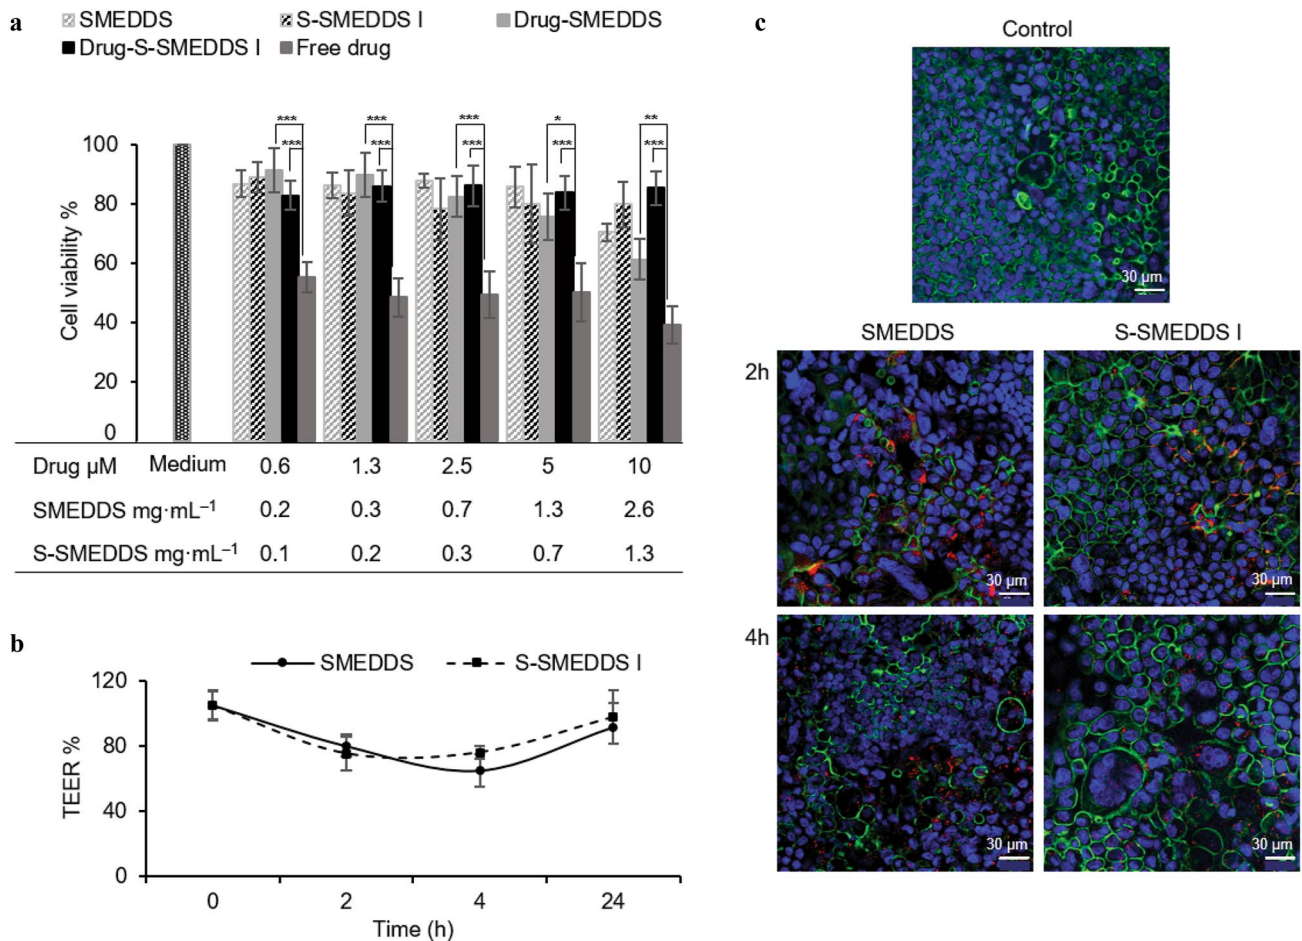 a
SMEDDS S-SMEDDS I Drug-SMEDDS
Drug-S-SMEDDS I Free drug
*** *** *** * **
*** *** *** *** ***
100
80
60
40
20
0
Cell viability %
Drug µM Medium 0.6 1.3 2.5 5 10
SMEDDS mg·mL⁻¹ 0.2 0.3 0.7 1.3 2.6
S-SMEDDS mg·mL⁻¹ 0.1 0.2 0.3 0.7 1.3
b
SMEDDS S-SMEDDS I
120
80
40
0
TEER %
0 2 4 24
Time (h)
c
Control
30 µm
SMEDDS S-SMEDDS I
2h
30 µm 30 µm
4h
30 µm 30 µm